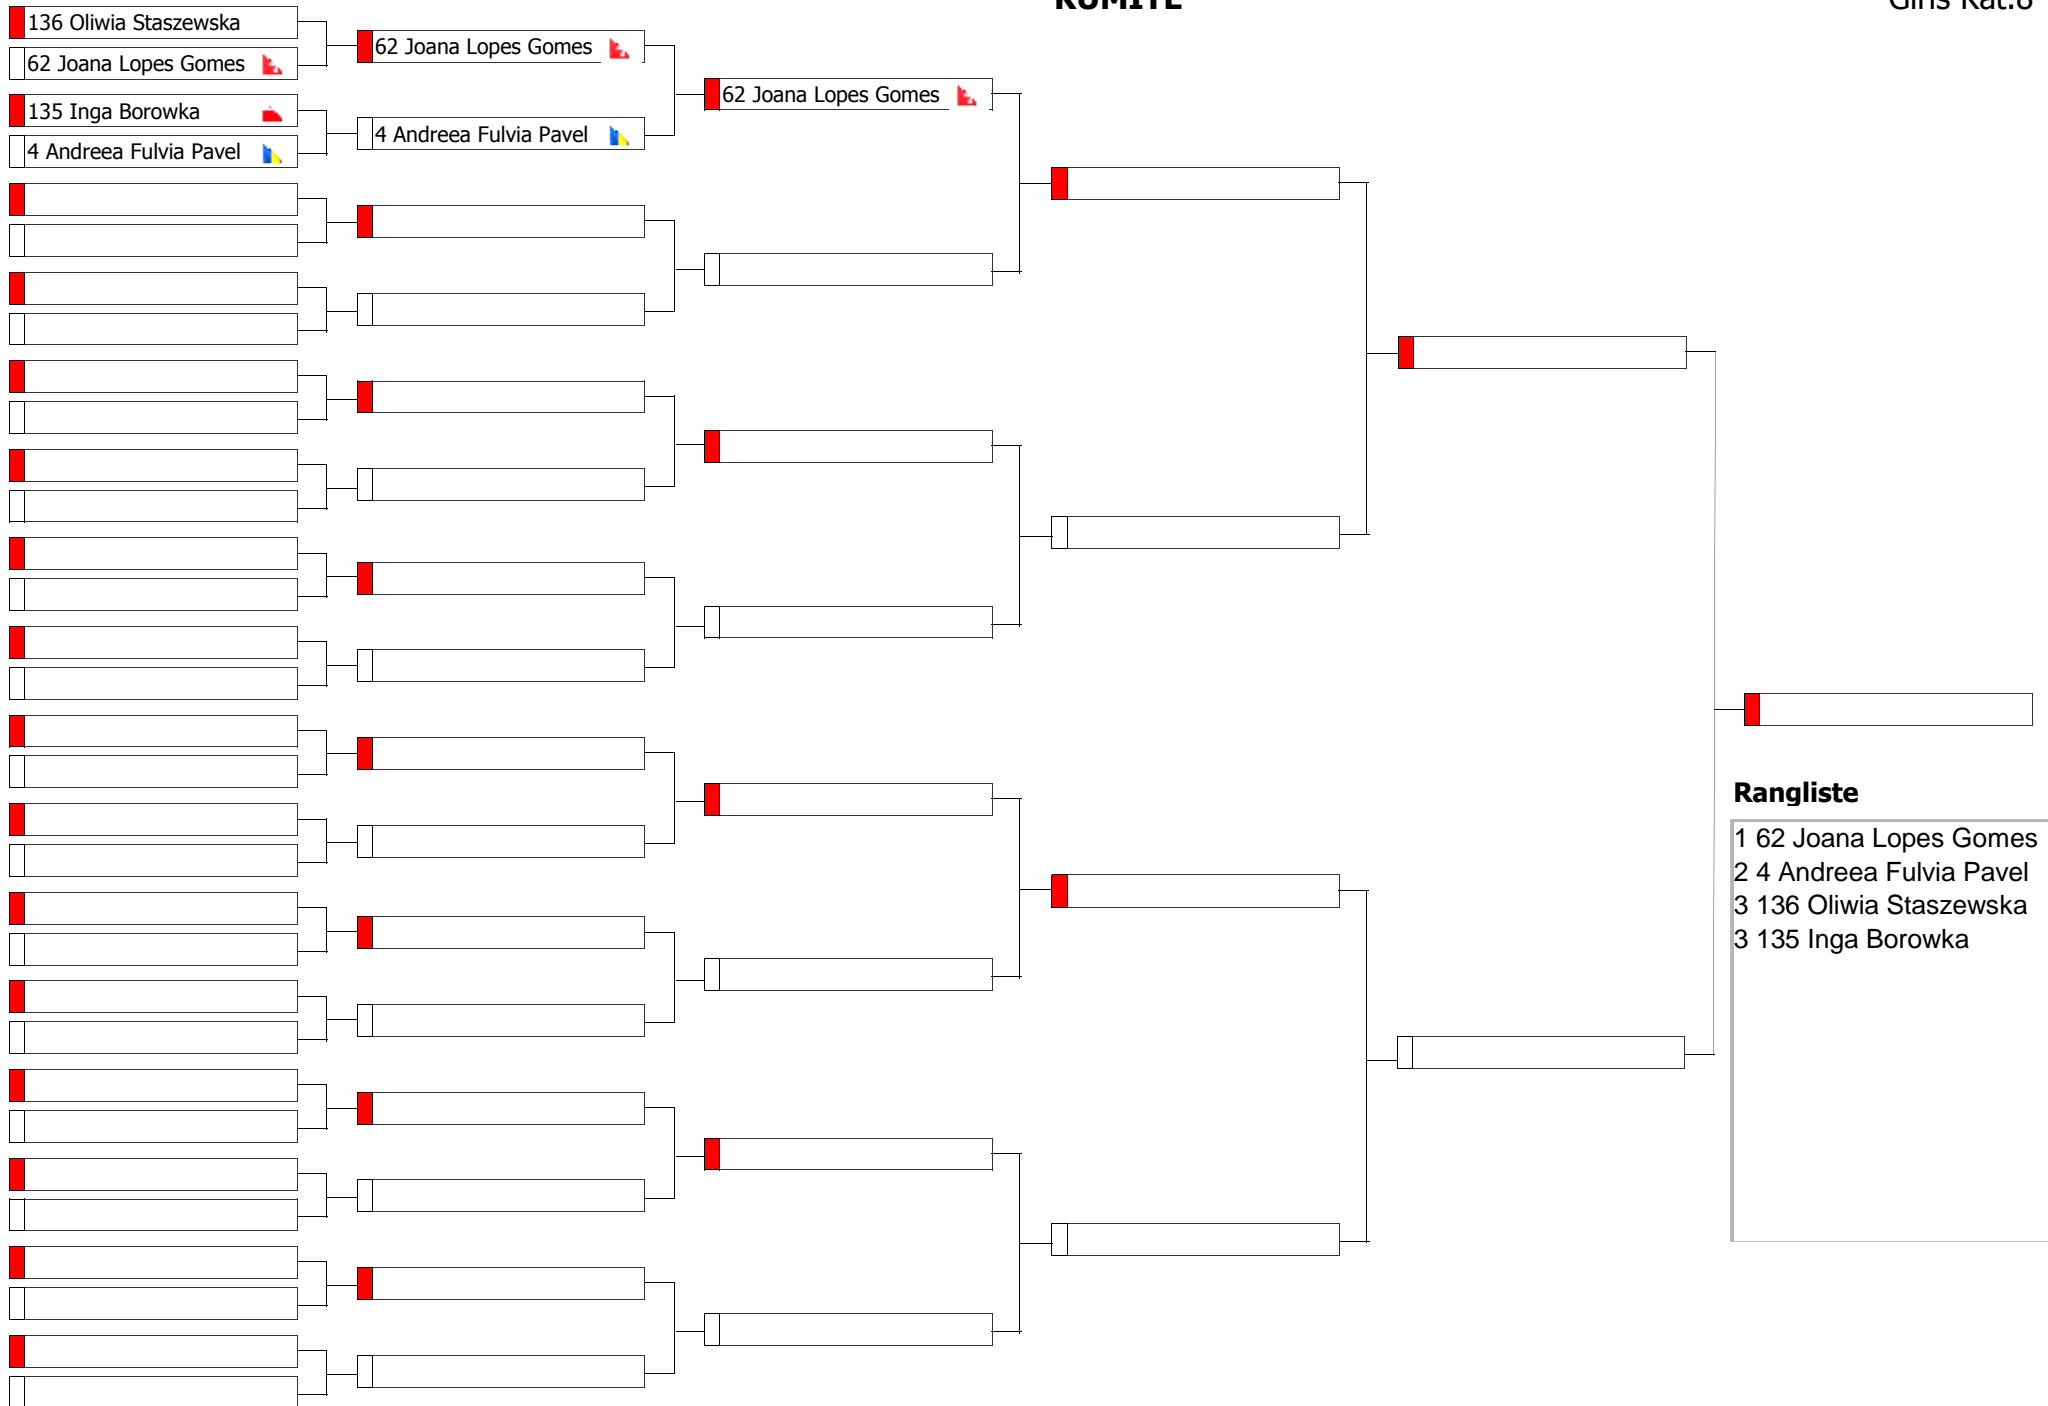 KUMITE
Girls Kat.8
136 Oliwia Staszewska
62 Joana Lopes Gomes
135 Inga Borowka
4 Andreea Fulvia Pavel
62 Joana Lopes Gomes
4 Andreea Fulvia Pavel
62 Joana Lopes Gomes
Rangliste
1 62 Joana Lopes Gomes
2 4 Andreea Fulvia Pavel
3 136 Oliwia Staszewska
3 135 Inga Borowka